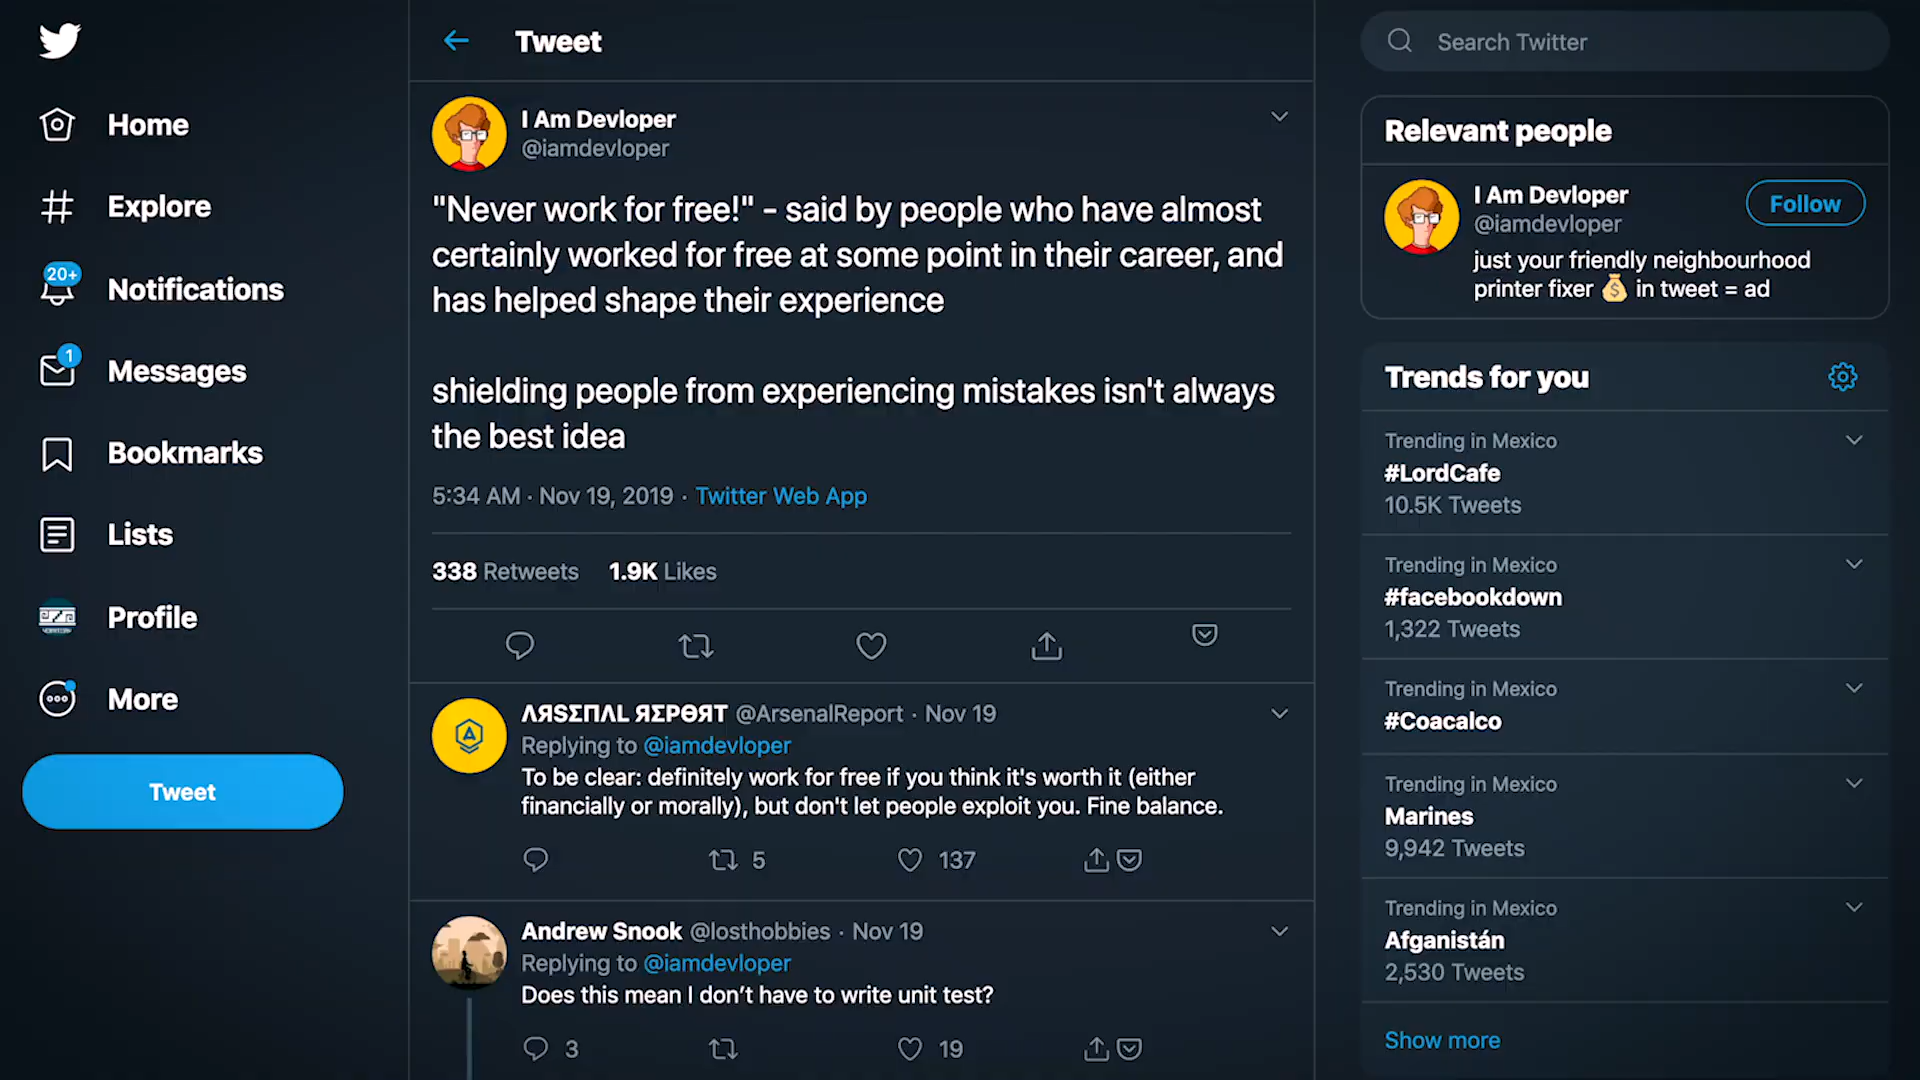 Home
Explore
20+
Notifications
1
Messages
Bookmarks
Lists
Profile
More
Tweet
Tweet
I Am Devloper
@iamdevloper
"Never work for free!" - said by people who have almost
certainly worked for free at some point in their career, and
has helped shape their experience
shielding people from experiencing mistakes isn't always
the best idea
5:34 AM · Nov 19, 2019 · Twitter Web App
338 Retweets 1.9K Likes
ΛЯSΣПΛL ЯΣPӨЯT @ArsenalReport · Nov 19
Replying to @iamdevloper
To be clear: definitely work for free if you think it's worth it (either
financially or morally), but don't let people exploit you. Fine balance.
5 137
Andrew Snook @losthobbies · Nov 19
Replying to @iamdevloper
Does this mean I don’t have to write unit test?
3 19
Search Twitter
Relevant people
I Am Devloper
@iamdevloper
Follow
just your friendly neighbourhood
printer fixer 💰 in tweet = ad
Trends for you
Trending in Mexico
#LordCafe
10.5K Tweets
Trending in Mexico
#facebookdown
1,322 Tweets
Trending in Mexico
#Coacalco
Trending in Mexico
Marines
9,942 Tweets
Trending in Mexico
Afganistán
2,530 Tweets
Show more